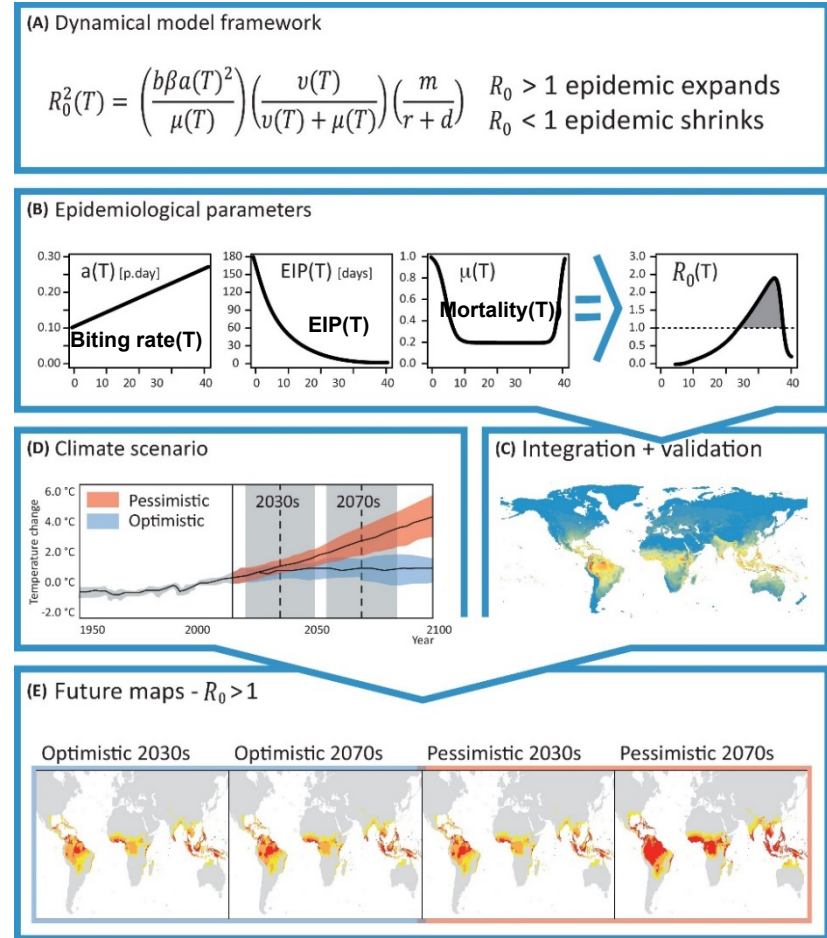 (A) Dynamical model framework
R₀²(T) = (bβa(T)²/μ(T)) (υ(T)/(υ(T) + μ(T))) (m/(r + d))
R₀ > 1 epidemic expands
R₀ < 1 epidemic shrinks
(B) Epidemiological parameters
0.30
0.20
0.10
0.00
a(T) [p.day]
Biting rate(T)
0 10 20 30 40
180
150
120
90
60
30
0
EIP(T) [days]
EIP(T)
0 10 20 30 40
1.0
0.8
0.6
0.4
0.2
0.0
μ(T)
Mortality(T)
0 10 20 30 40
=
3.0
2.0
2.0
1.5
1.0
0.5
0.0
R₀(T)
0 10 20 30 40
(D) Climate scenario
6.0 °C
4.0 °C
2.0 °C
0.0 °C
-2.0 °C
Temperature change
Pessimistic
Optimistic
2030s
2070s
1950 2000 2050 2100
Year
(C) Integration + validation
(E) Future maps - R₀ > 1
Optimistic 2030s Optimistic 2070s Pessimistic 2030s Pessimistic 2070s